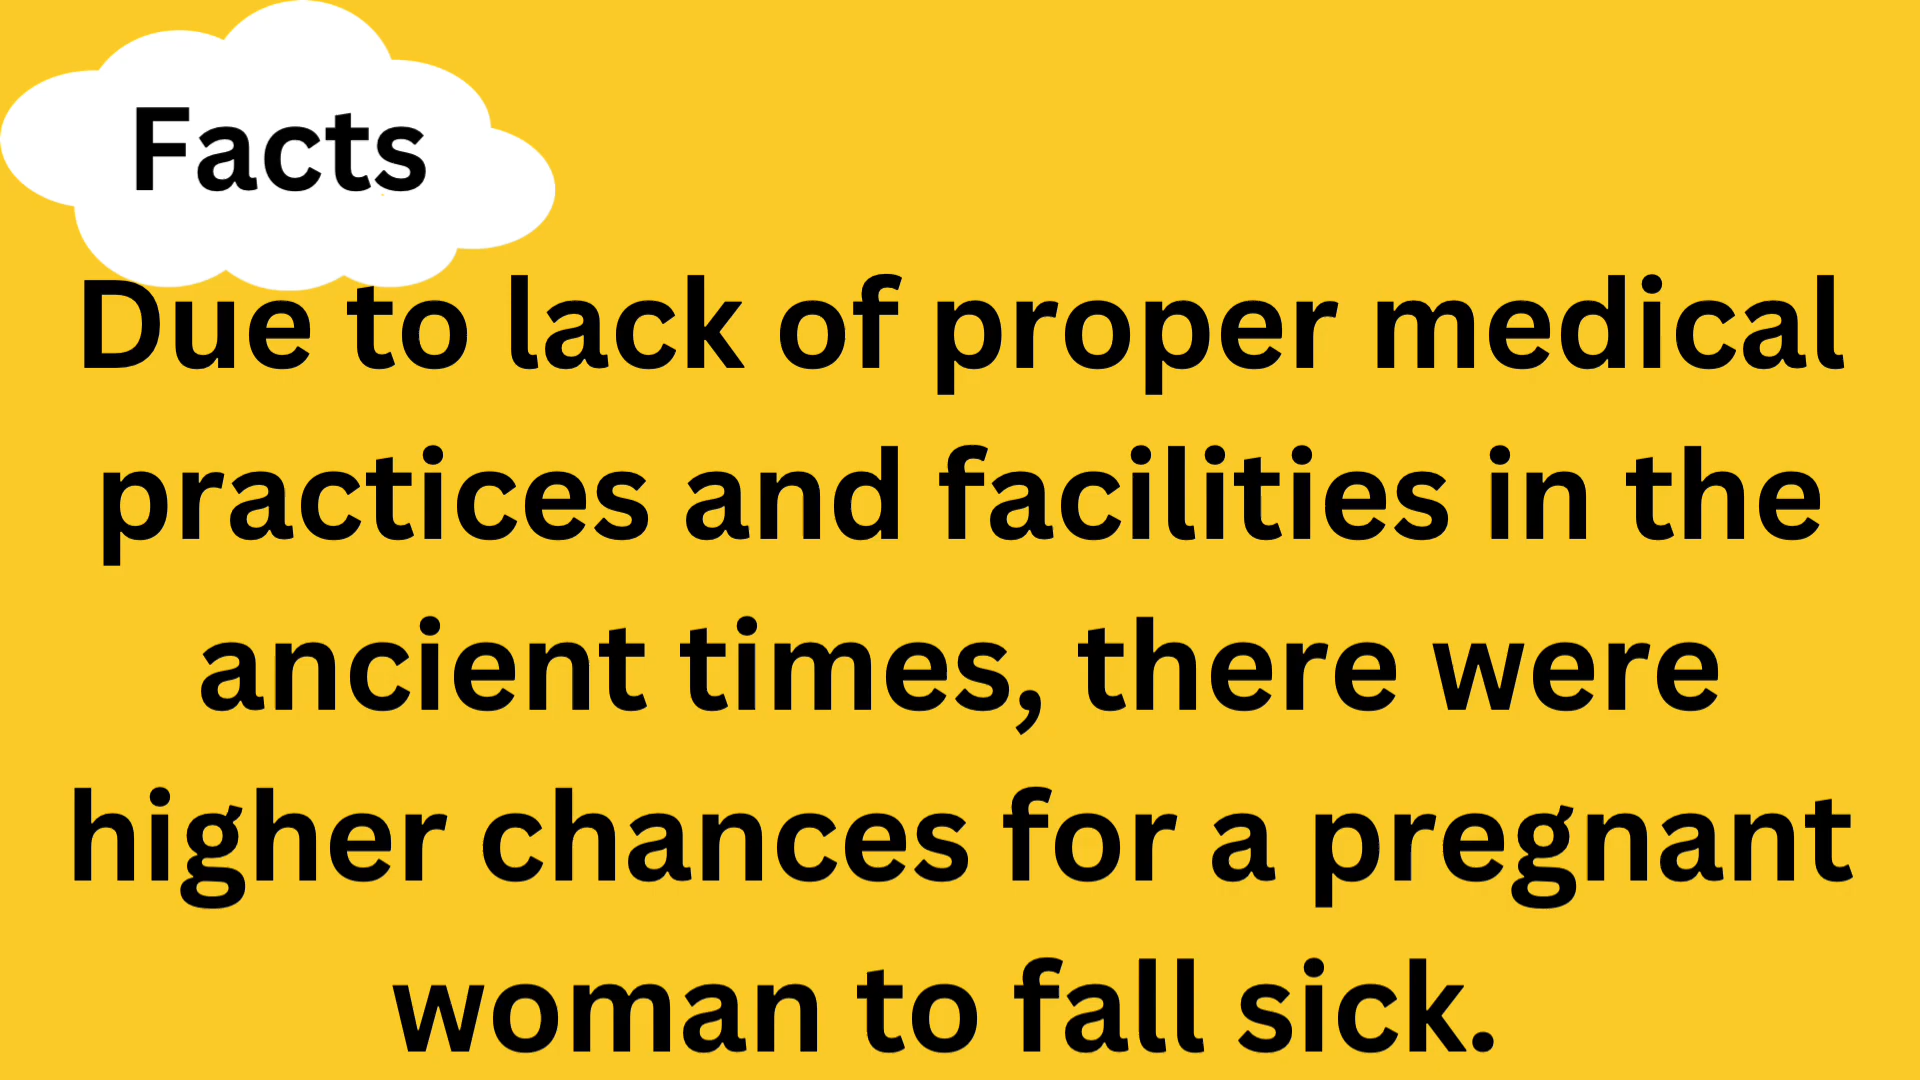 Facts
Due to lack of proper medical
practices and facilities in the
ancient times, there were
higher chances for a pregnant
woman to fall sick.